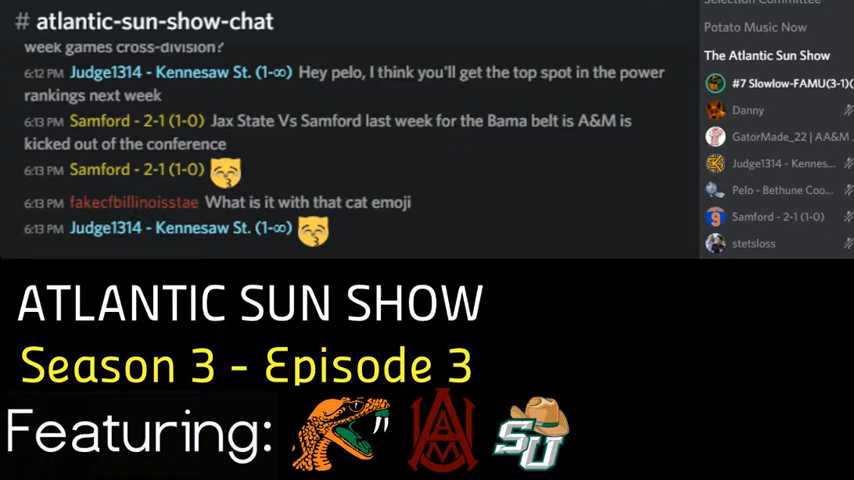 # atlantic-sun-show-chat
week games cross-division?
6:12 PM Judge1314 - Kennesaw St. (1-∞) Hey pelo, I think you'll get the top spot in the power
rankings next week
6:13 PM Samford - 2-1 (1-0) Jax State Vs Samford last week for the Bama belt is A&M is
kicked out of the conference
6:13 PM Samford - 2-1 (1-0)
6:13 PM fakecfbillinoisstae What is it with that cat emoji
6:13 PM Judge1314 - Kennesaw St. (1-∞)
Selection Committee
Potato Music Now
The Atlantic Sun Show
#7 Slowlow-FAMU(3-1)(
Danny
GatorMade_22 | AA&M
Judge1314 - Kennes...
Pelo - Bethune Coo...
9 Samford - 2-1 (1-0)
stetsloss
ATLANTIC SUN SHOW
Season 3 - Episode 3
Featuring: AM SU